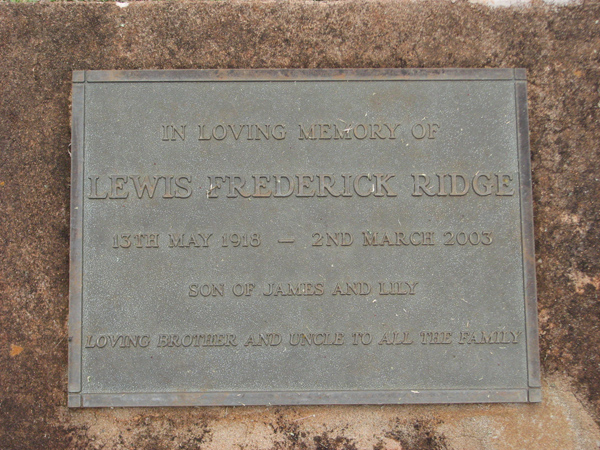 IN LOVING MEMORY OF
LEWIS FREDERICK RIDGE
13TH MAY 1918 — 2ND MARCH 2003
SON OF JAMES AND LILY
LOVING BROTHER AND UNCLE TO ALL THE FAMILY